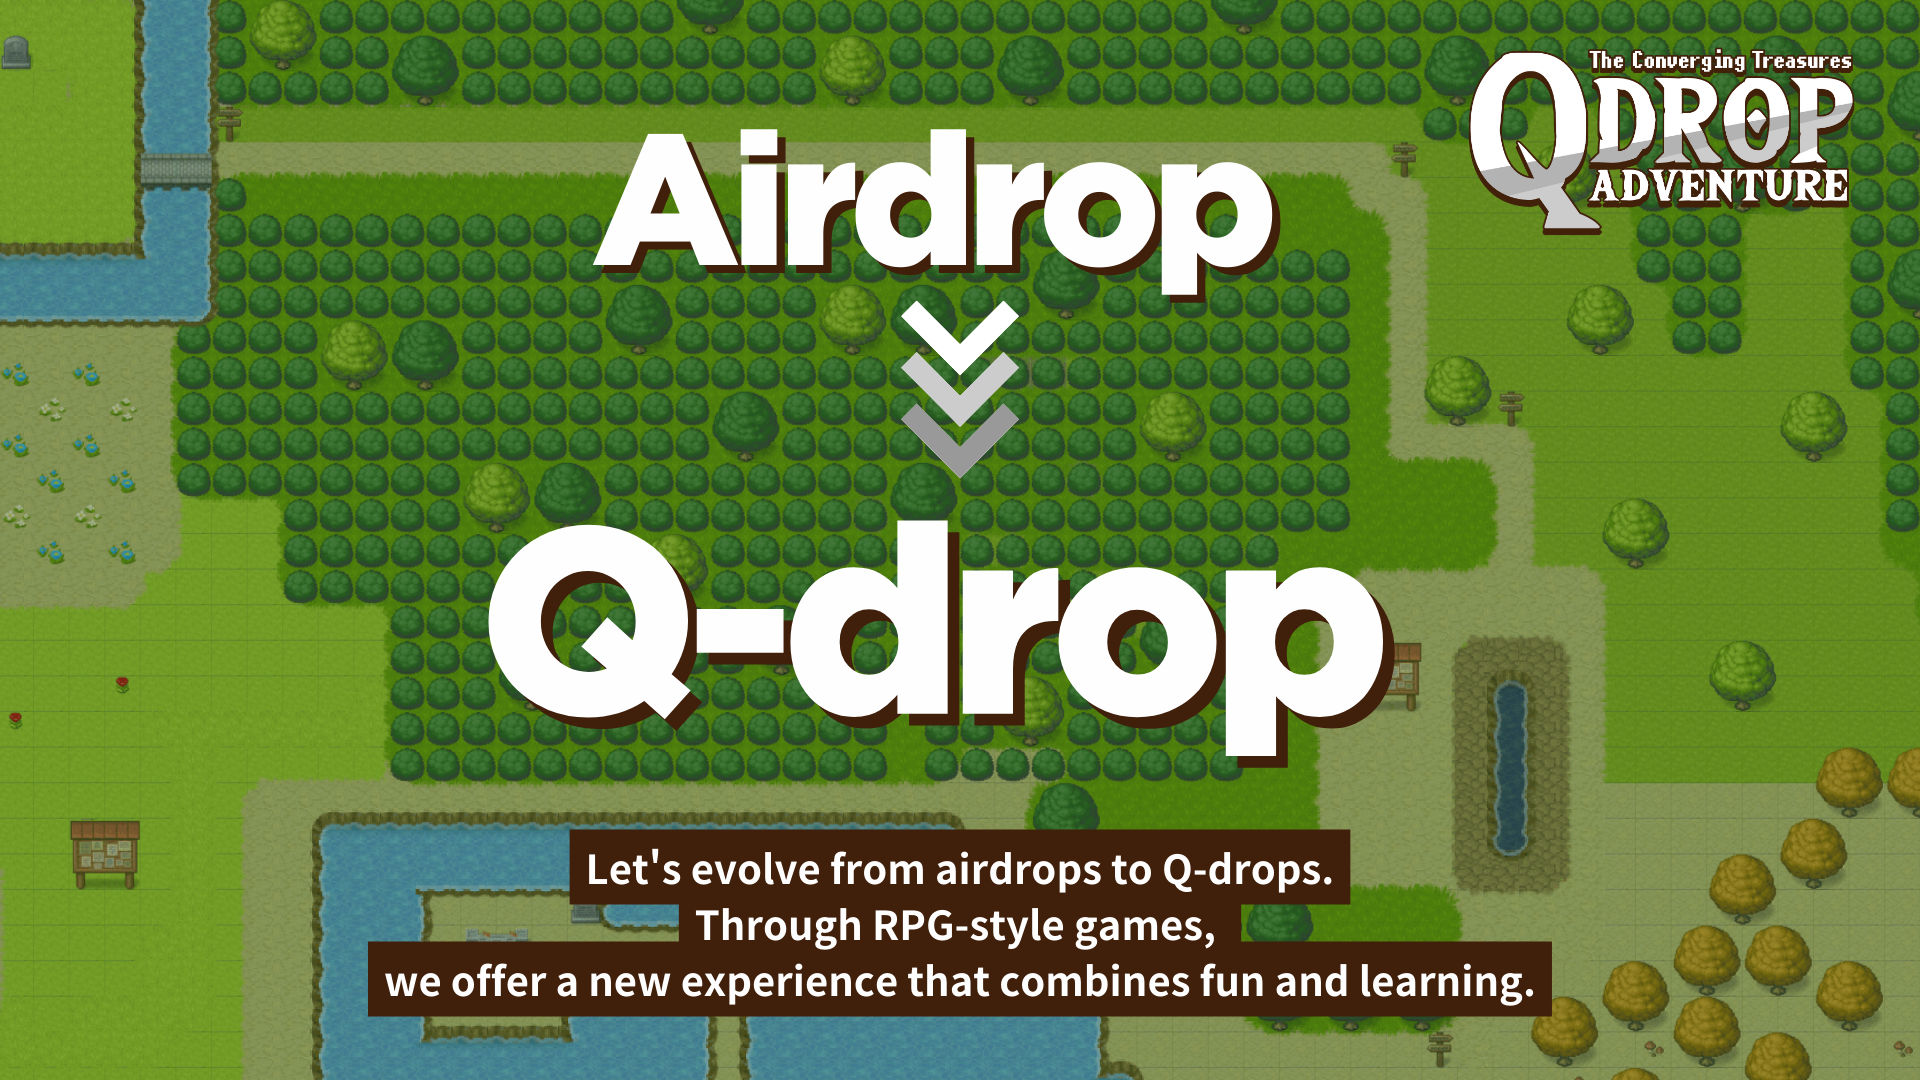 The Converging Treasures
QDROP
ADVENTURE
Airdrop
Q-drop
Let's evolve from airdrops to Q-drops.
Through RPG-style games,
we offer a new experience that combines fun and learning.